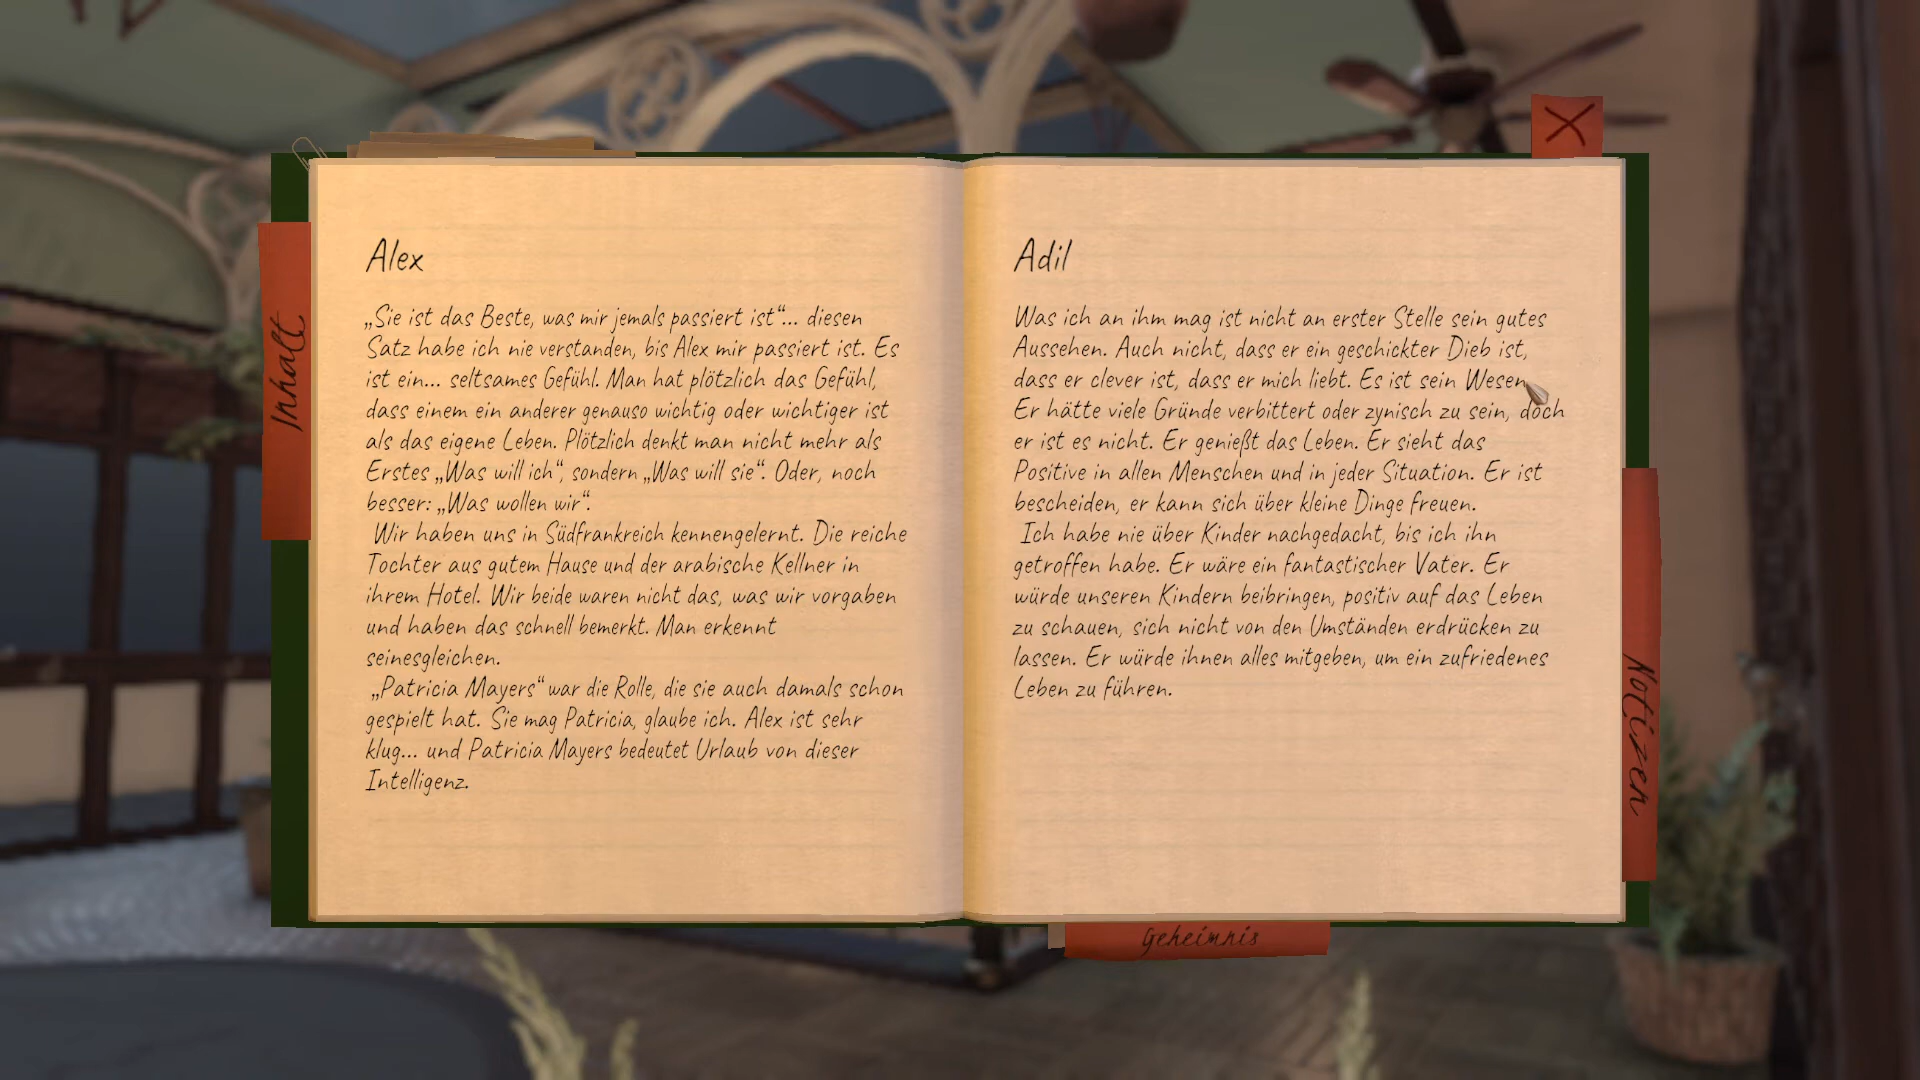 Alex
„Sie ist das Beste, was mir jemals passiert ist“... diesen
Satz habe ich nie verstanden, bis Alex mir passiert ist. Es
ist ein... seltsames Gefühl. Man hat plötzlich das Gefühl,
dass einem ein anderer genauso wichtig oder wichtiger ist
als das eigene Leben. Plötzlich denkt man nicht mehr als
Erstes „Was will ich“, sondern „Was will sie“. Oder, noch
besser: „Was wollen wir“.
Wir haben uns in Südfrankreich kennengelernt. Die reiche
Tochter aus gutem Hause und der arabische Kellner in
ihrem Hotel. Wir beide waren nicht das, was wir vorgaben
und haben das schnell bemerkt. Man erkennt
seinesgleichen.
„Patricia Mayers“ war die Rolle, die sie auch damals schon
gespielt hat. Sie mag Patricia, glaube ich. Alex ist sehr
klug... und Patricia Mayers bedeutet Urlaub von dieser
Intelligenz.
Adil
Was ich an ihm mag ist nicht an erster Stelle sein gutes
Aussehen. Auch nicht, dass er ein geschickter Dieb ist,
dass er clever ist, dass er mich liebt. Es ist sein Wesen.
Er hätte viele Gründe verbittert oder zynisch zu sein, doch
er ist es nicht. Er genießt das Leben. Er sieht das
Positive in allen Menschen und in jeder Situation. Er ist
bescheiden, er kann sich über kleine Dinge freuen.
Ich habe nie über Kinder nachgedacht, bis ich ihn
getroffen habe. Er wäre ein fantastischer Vater. Er
würde unseren Kindern beibringen, positiv auf das Leben
zu schauen, sich nicht von den Umständen erdrücken zu
lassen. Er würde ihnen alles mitgeben, um ein zufriedenes
Leben zu führen.
Inhalt
Notizen
Geheimnis
X